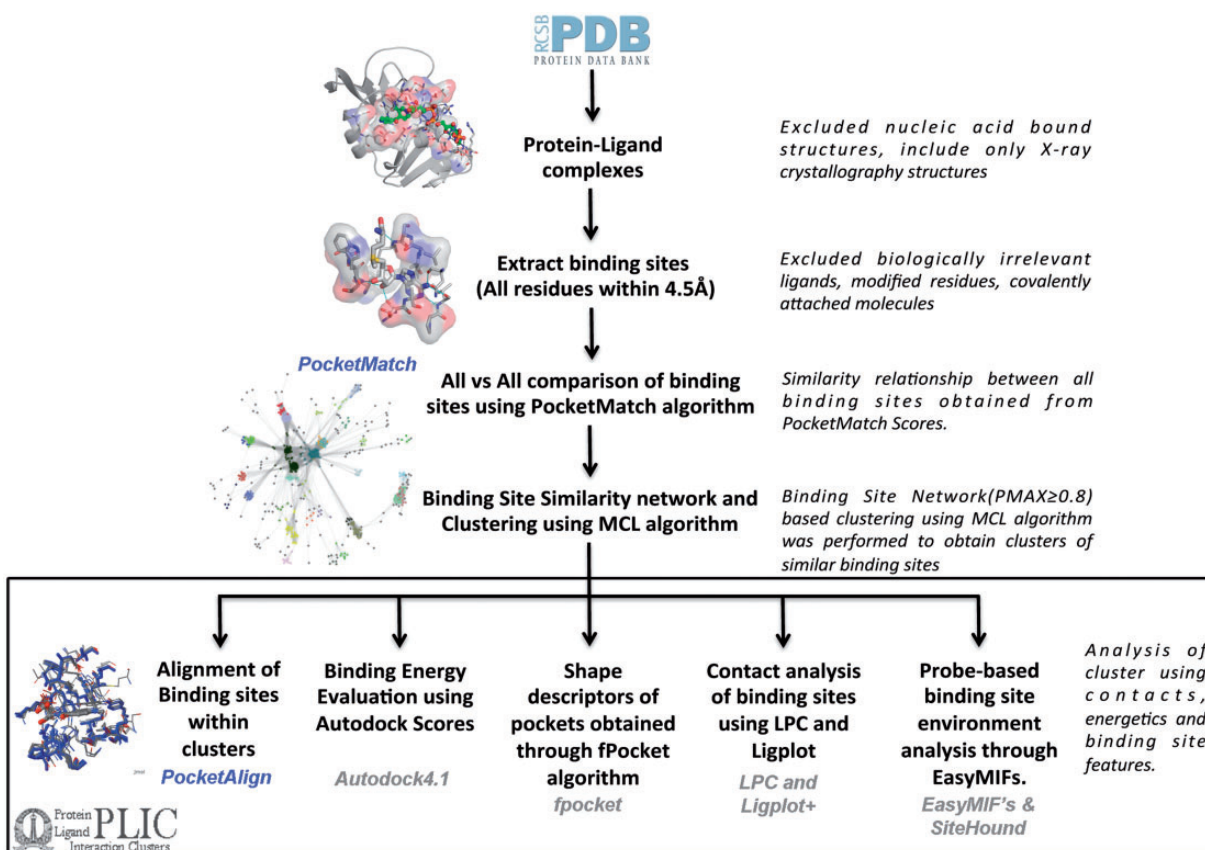 RCSB
PDB
PROTEIN DATA BANK
Protein-Ligand
complexes
Excluded nucleic acid bound
structures, include only X-ray
crystallography structures
Extract binding sites
(All residues within 4.5Å)
Excluded biologically irrelevant
ligands, modified residues, covalently
attached molecules
PocketMatch
All vs All comparison of binding
sites using PocketMatch algorithm
Similarity relationship between all
binding sites obtained from
PocketMatch Scores.
Binding Site Similarity network and
Clustering using MCL algorithm
Binding Site Network(PMAX≥0.8)
based clustering using MCL algorithm
was performed to obtain clusters of
similar binding sites
Alignment of
Binding sites
within
clusters
PocketAlign
Binding Energy
Evaluation using
Autodock Scores
Autodock4.1
Shape
descriptors of
pockets obtained
through fPocket
algorithm
fpocket
Contact analysis
of binding sites
using LPC and
Ligplot
LPC and
Ligplot+
Probe-based
binding site
environment
analysis through
EasyMIFs.
EasyMIF's &
SiteHound
Analysis of
cluster using
contacts,
energetics and
binding site
features.
Jmol
Protein
Ligand PLIC
Interaction Clusters